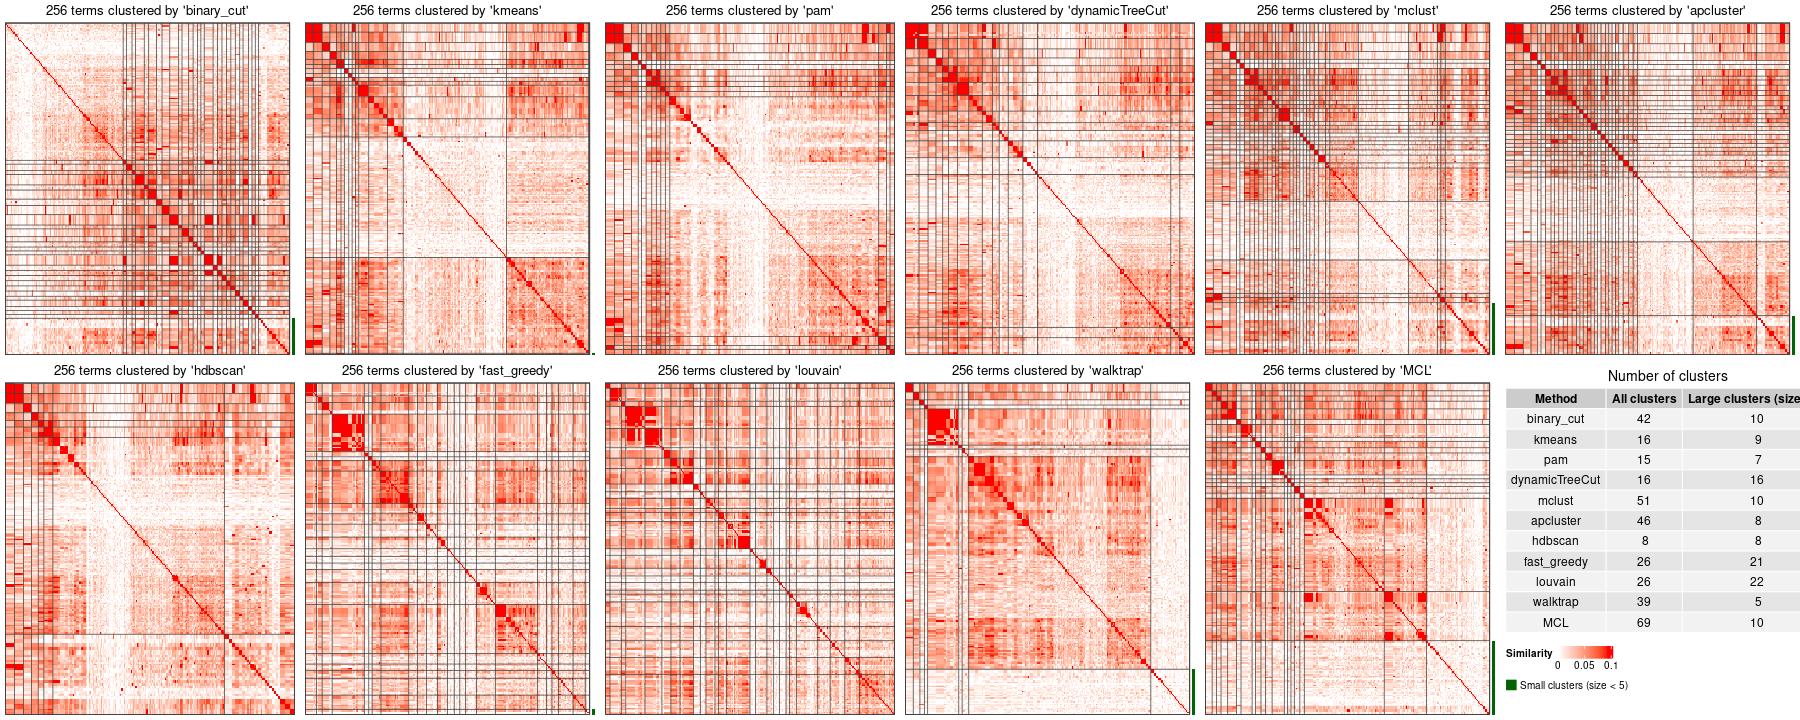 256 terms clustered by 'binary_cut'
256 terms clustered by 'kmeans'
256 terms clustered by 'pam'
256 terms clustered by 'dynamicTreeCut'
256 terms clustered by 'mclust'
256 terms clustered by 'apcluster'
256 terms clustered by 'hdbscan'
256 terms clustered by 'fast_greedy'
256 terms clustered by 'louvain'
256 terms clustered by 'walktrap'
256 terms clustered by 'MCL'
Number of clusters
Method All clusters Large clusters (size
binary_cut 42 10
kmeans 16 9
pam 15 7
dynamicTreeCut 16 16
mclust 51 10
apcluster 46 8
hdbscan 8 8
fast_greedy 26 21
louvain 26 22
walktrap 39 5
MCL 69 10
Similarity
0 0.05 0.1
Small clusters (size < 5)